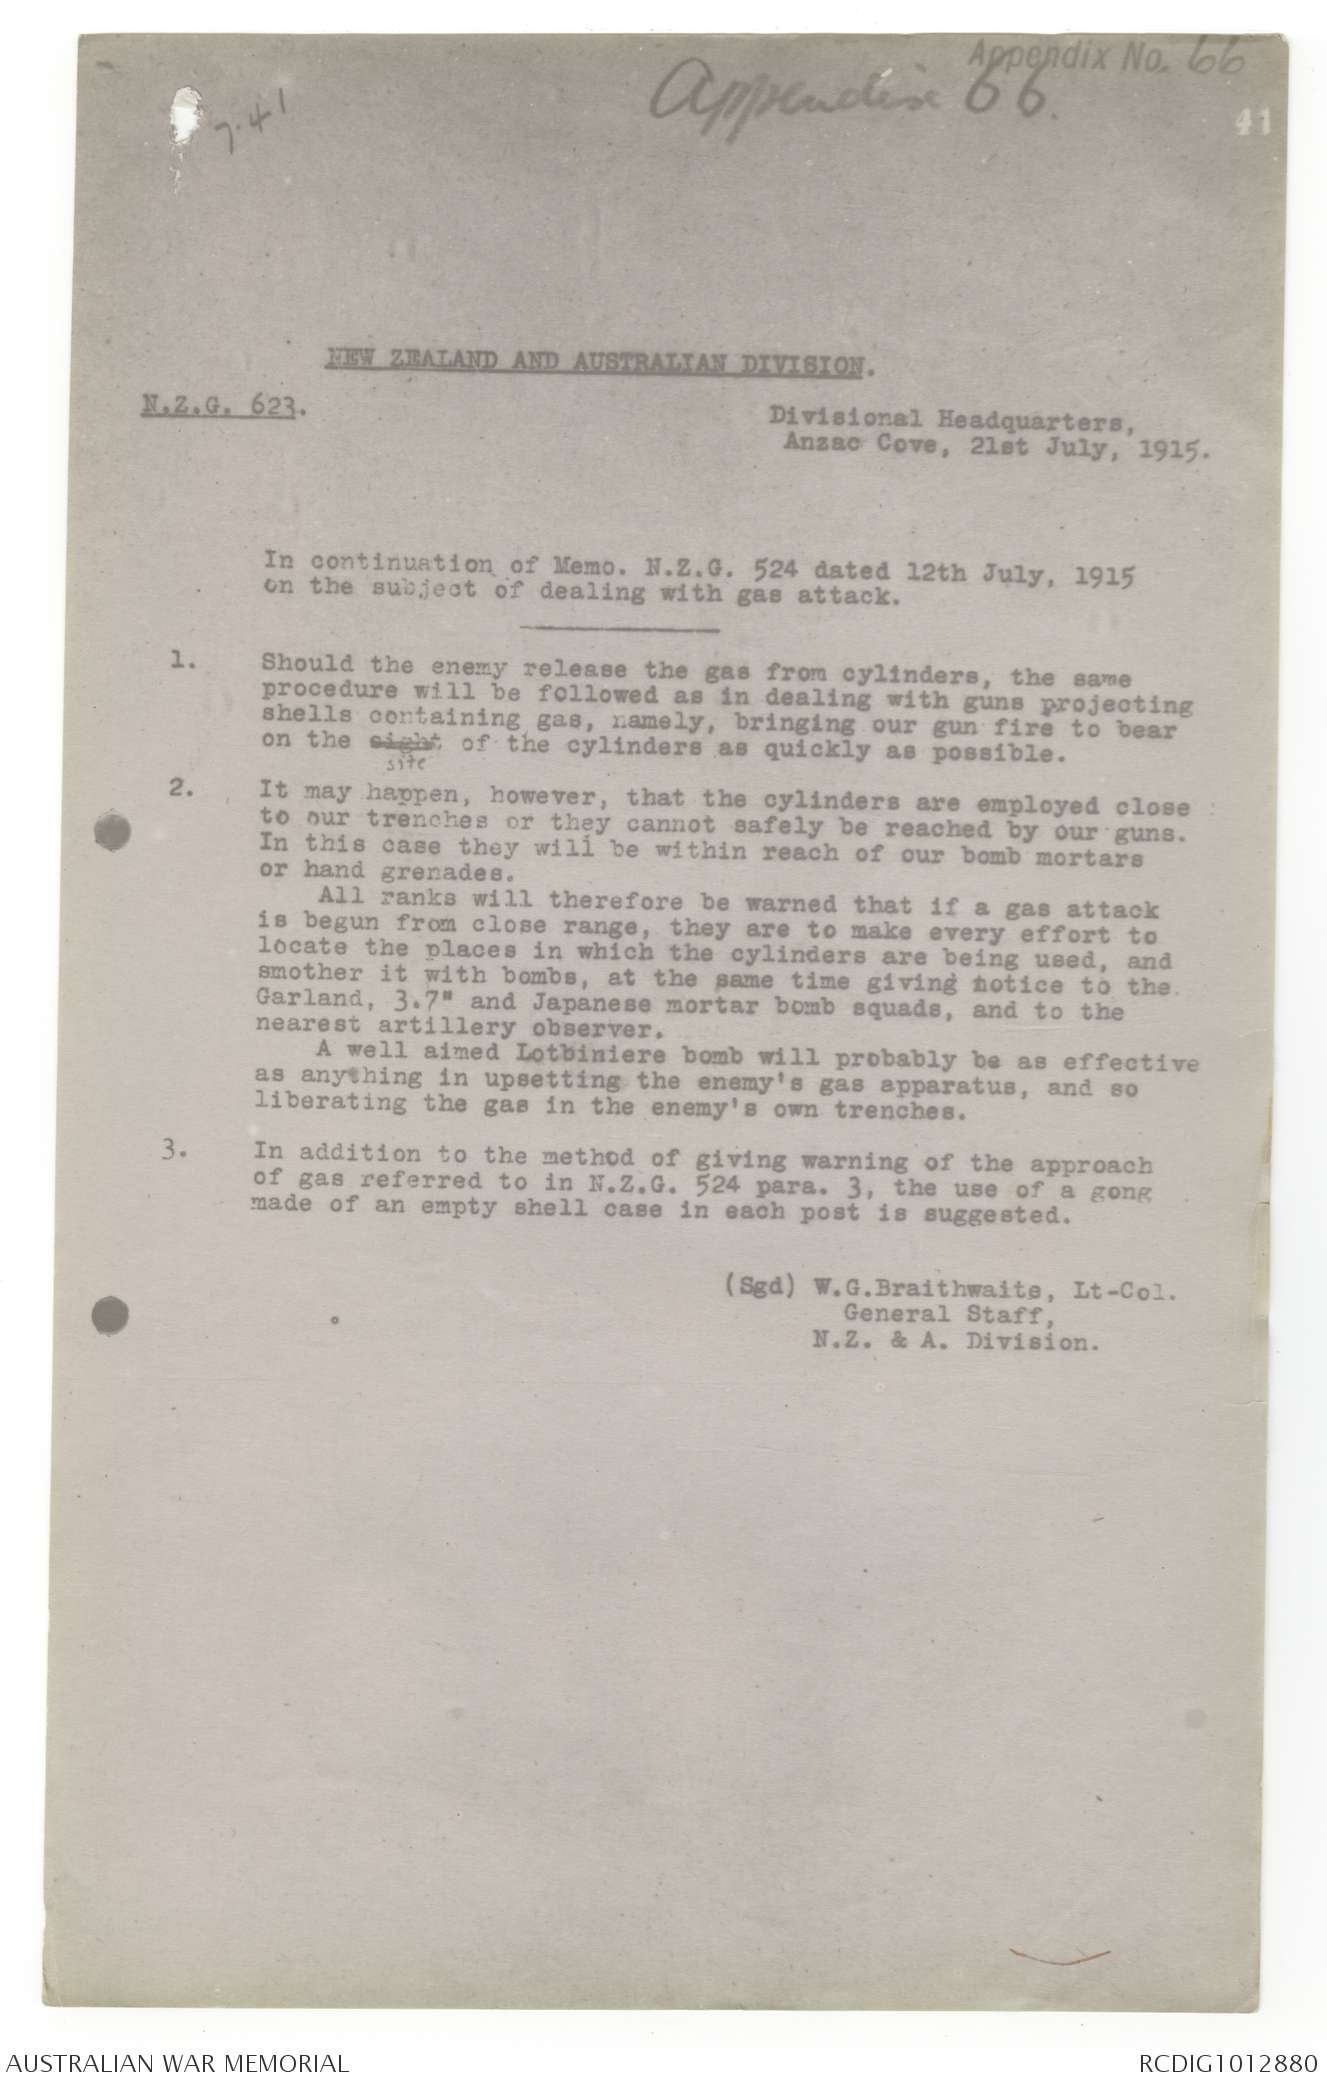 Appendix No. 66
Appendix 66.
41
7.41
NEW ZEALAND AND AUSTRALIAN DIVISION.
N.Z.G. 623.
Divisional Headquarters,
Anzac Cove, 21st July, 1915.
In continuation of Memo. N.Z.G. 524 dated 12th July, 1915
on the subject of dealing with gas attack.
1. Should the enemy release the gas from cylinders, the same
procedure will be followed as in dealing with guns projecting
shells containing gas, namely, bringing our gun fire to bear
on the sight of the cylinders as quickly as possible.
site
2. It may happen, however, that the cylinders are employed close
to our trenches or they cannot safely be reached by our guns.
In this case they will be within reach of our bomb mortars
or hand grenades.
All ranks will therefore be warned that if a gas attack
is begun from close range, they are to make every effort to
locate the places in which the cylinders are being used, and
smother it with bombs, at the same time giving notice to the
Garland, 3.7" and Japanese mortar bomb squads, and to the
nearest artillery observer.
A well aimed Lotbiniere bomb will probably be as effective
as anything in upsetting the enemy's gas apparatus, and so
liberating the gas in the enemy's own trenches.
3. In addition to the method of giving warning of the approach
of gas referred to in N.Z.G. 524 para. 3, the use of a gong
made of an empty shell case in each post is suggested.
(Sgd) W.G.Braithwaite, Lt-Col.
General Staff,
N.Z. & A. Division.
AUSTRALIAN WAR MEMORIAL
RCDIG1012880